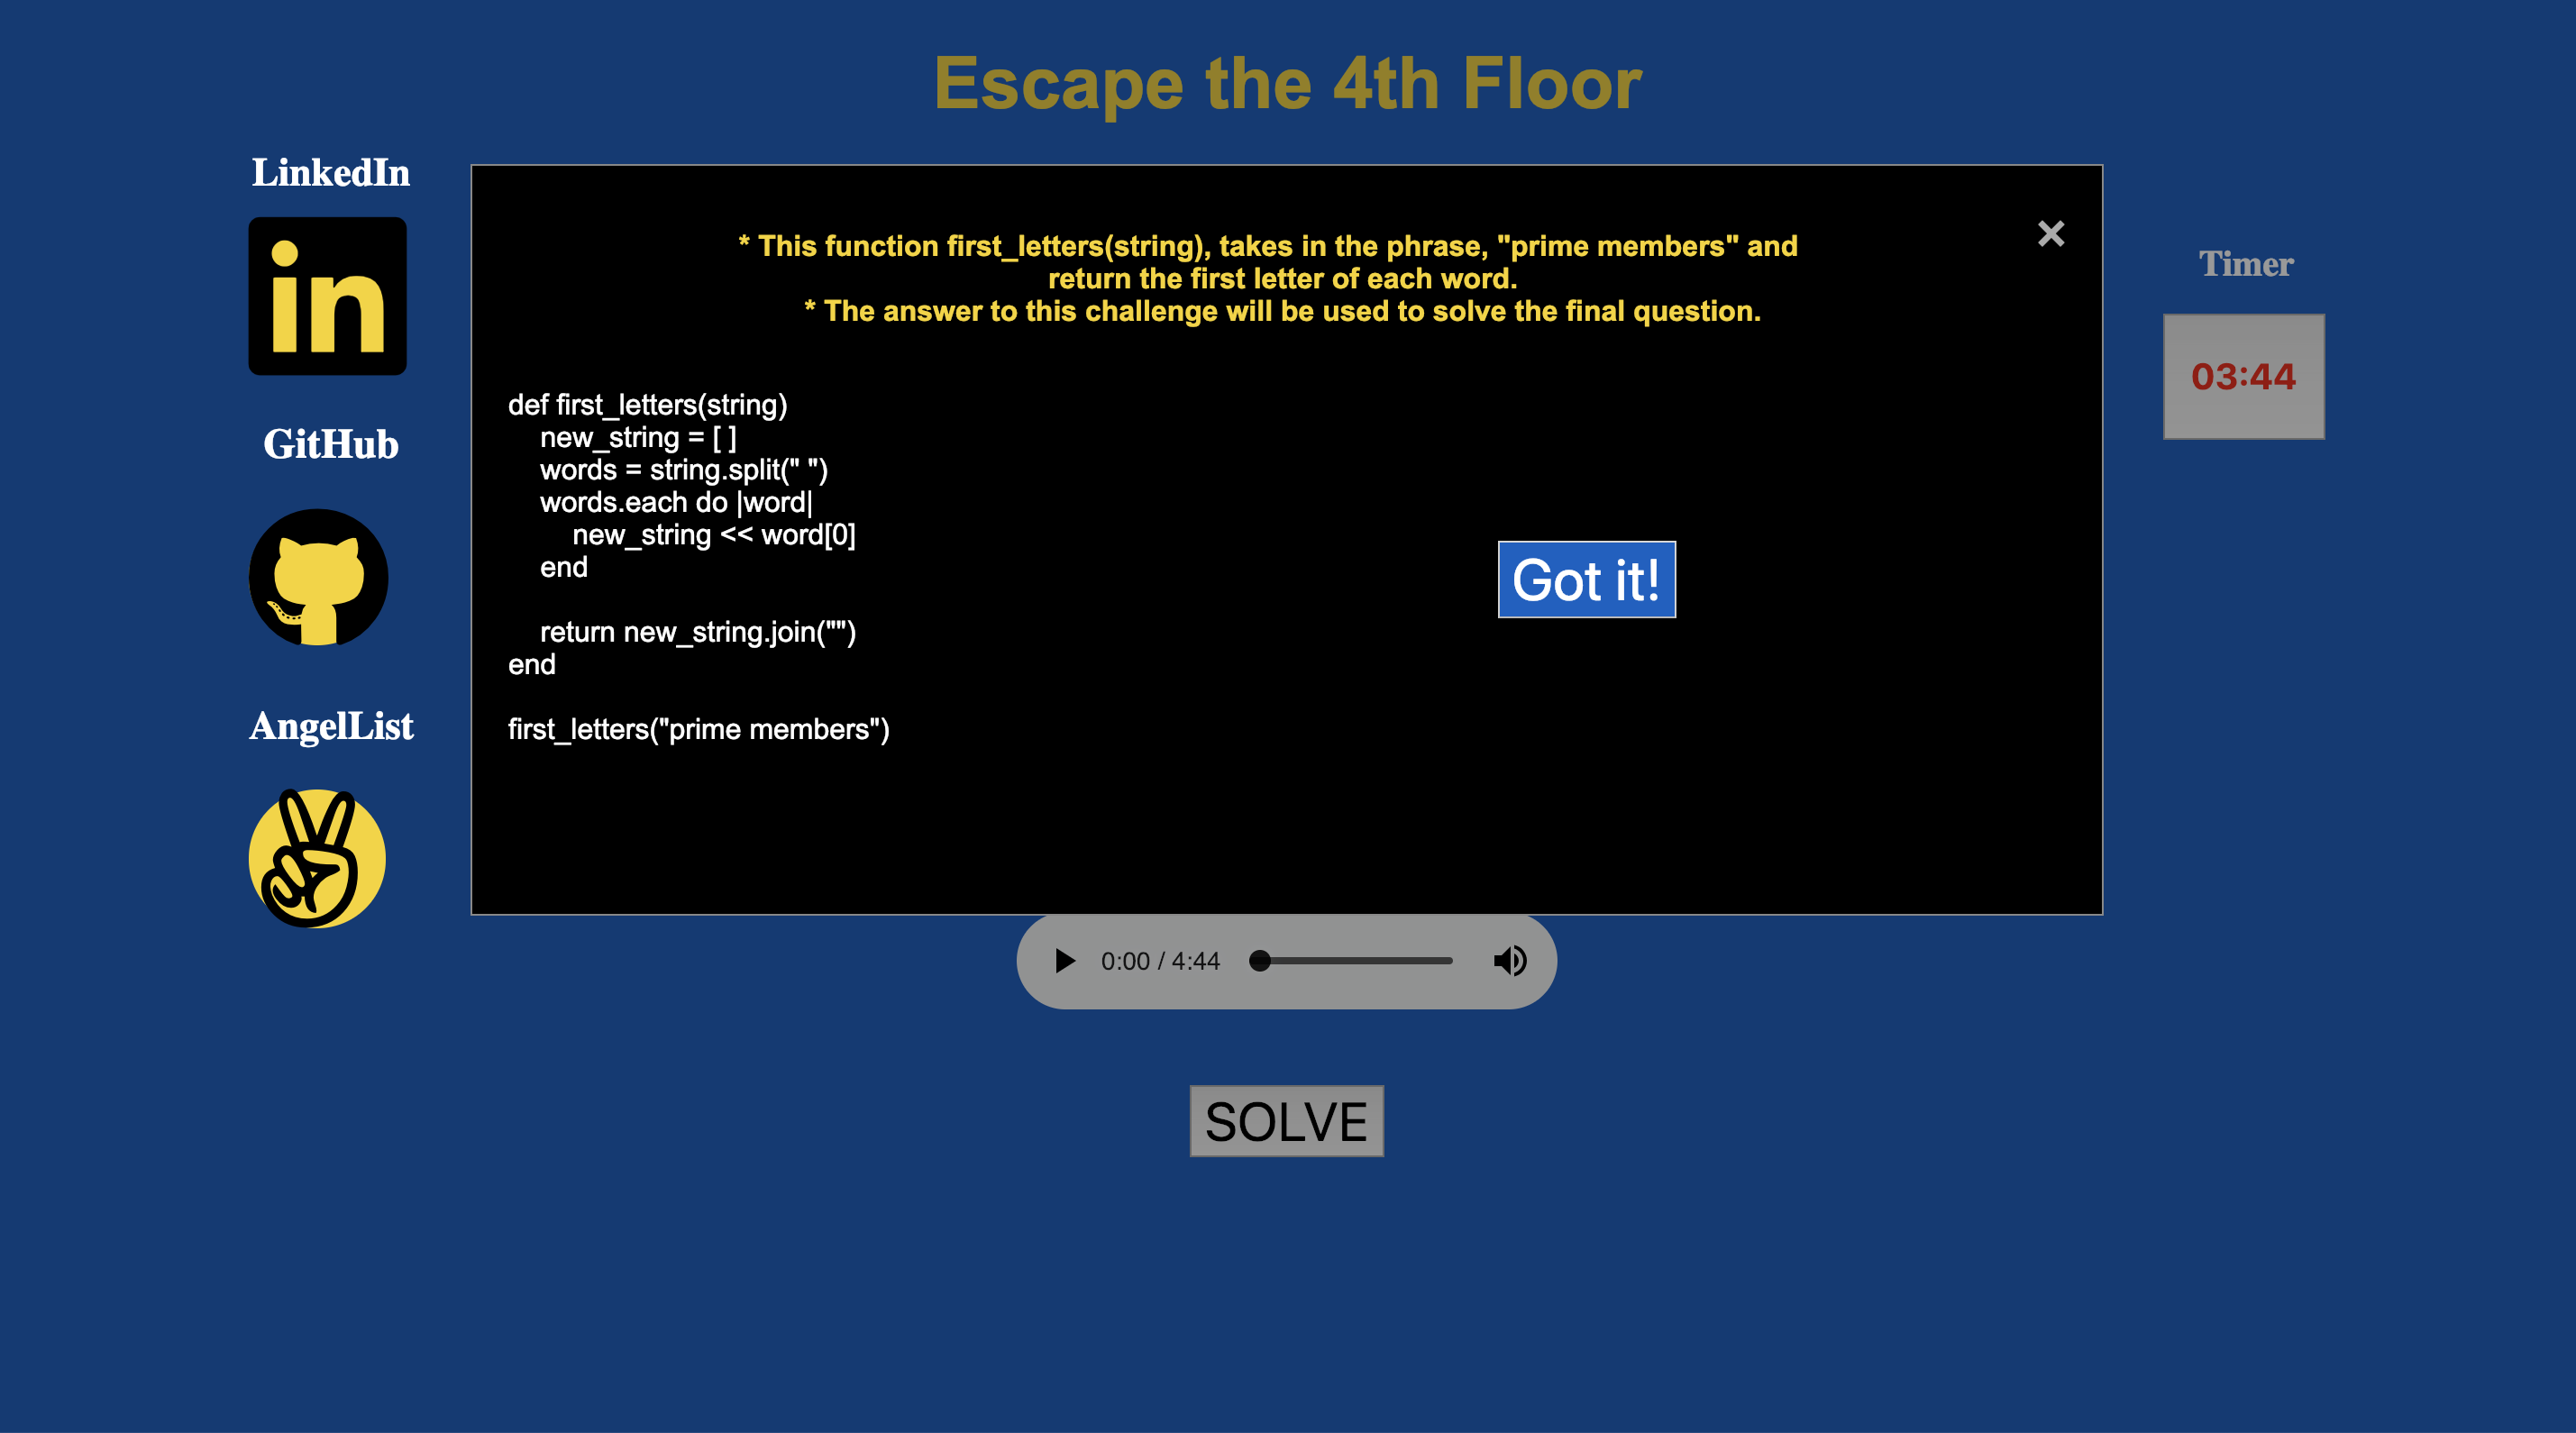 Escape the 4th Floor
LinkedIn
in
GitHub
AngelList
* This function first_letters(string), takes in the phrase, "prime members" and
return the first letter of each word.
* The answer to this challenge will be used to solve the final question.
×
def first_letters(string)
new_string = [ ]
words = string.split(" ")
words.each do |word|
new_string << word[0]
end
return new_string.join("")
end
first_letters("prime members")
Got it!
Timer
03:44
0:00 / 4:44
SOLVE